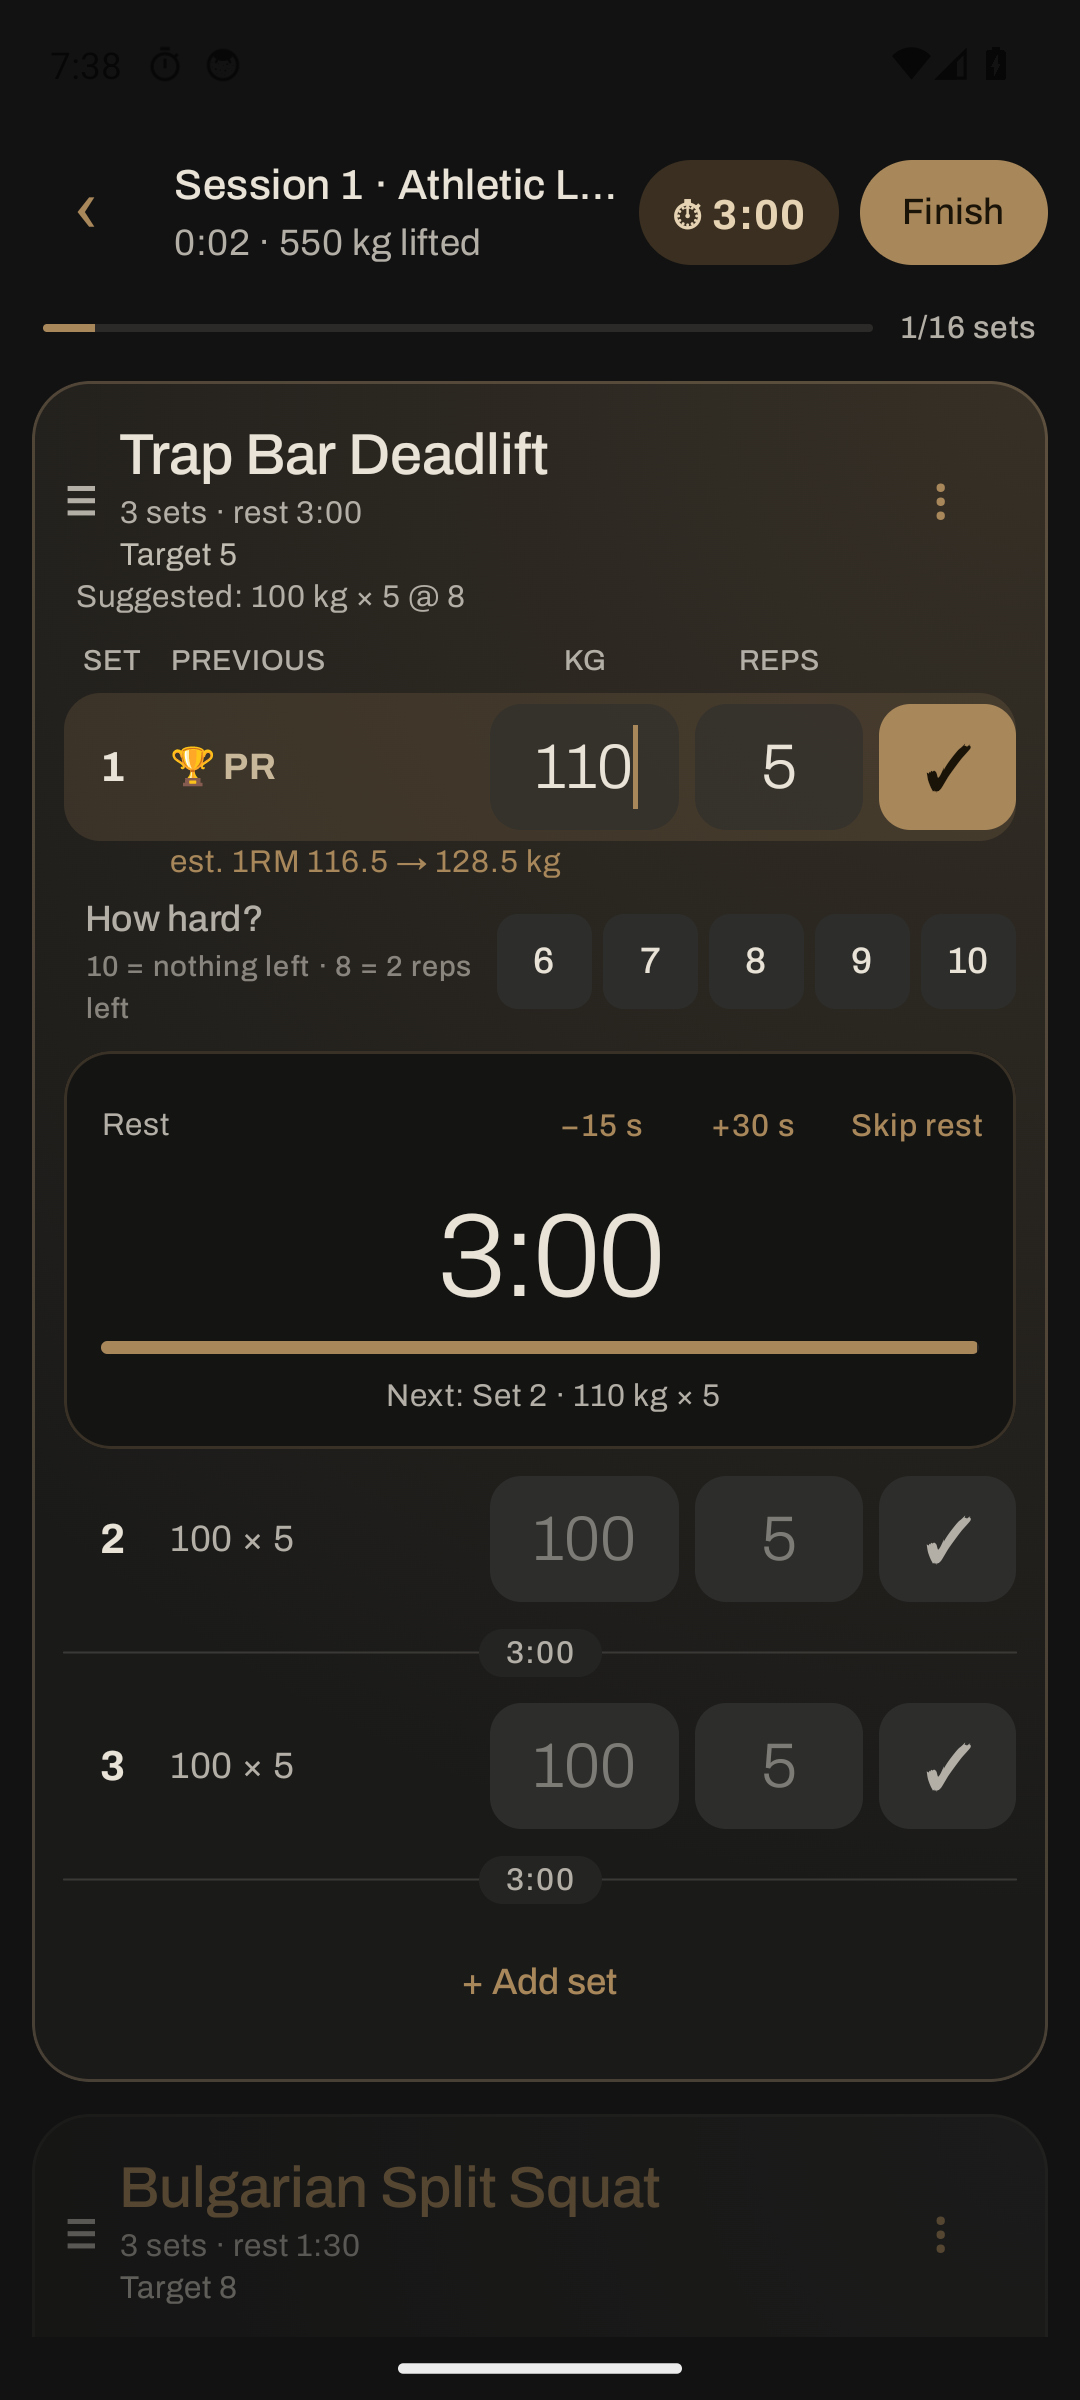 7:38
Session 1 · Athletic L...
0:02 · 550 kg lifted
3:00
Finish
1/16 sets
Trap Bar Deadlift
3 sets · rest 3:00
Target 5
Suggested: 100 kg × 5 @ 8
SET PREVIOUS KG REPS
1 🏆 PR 110 5 ✓
est. 1RM 116.5 → 128.5 kg
How hard?
10 = nothing left · 8 = 2 reps
left
6 7 8 9 10
Rest −15 s +30 s Skip rest
3:00
Next: Set 2 · 110 kg × 5
2 100 × 5 100 5 ✓
3:00
3 100 × 5 100 5 ✓
3:00
+ Add set
Bulgarian Split Squat
3 sets · rest 1:30
Target 8